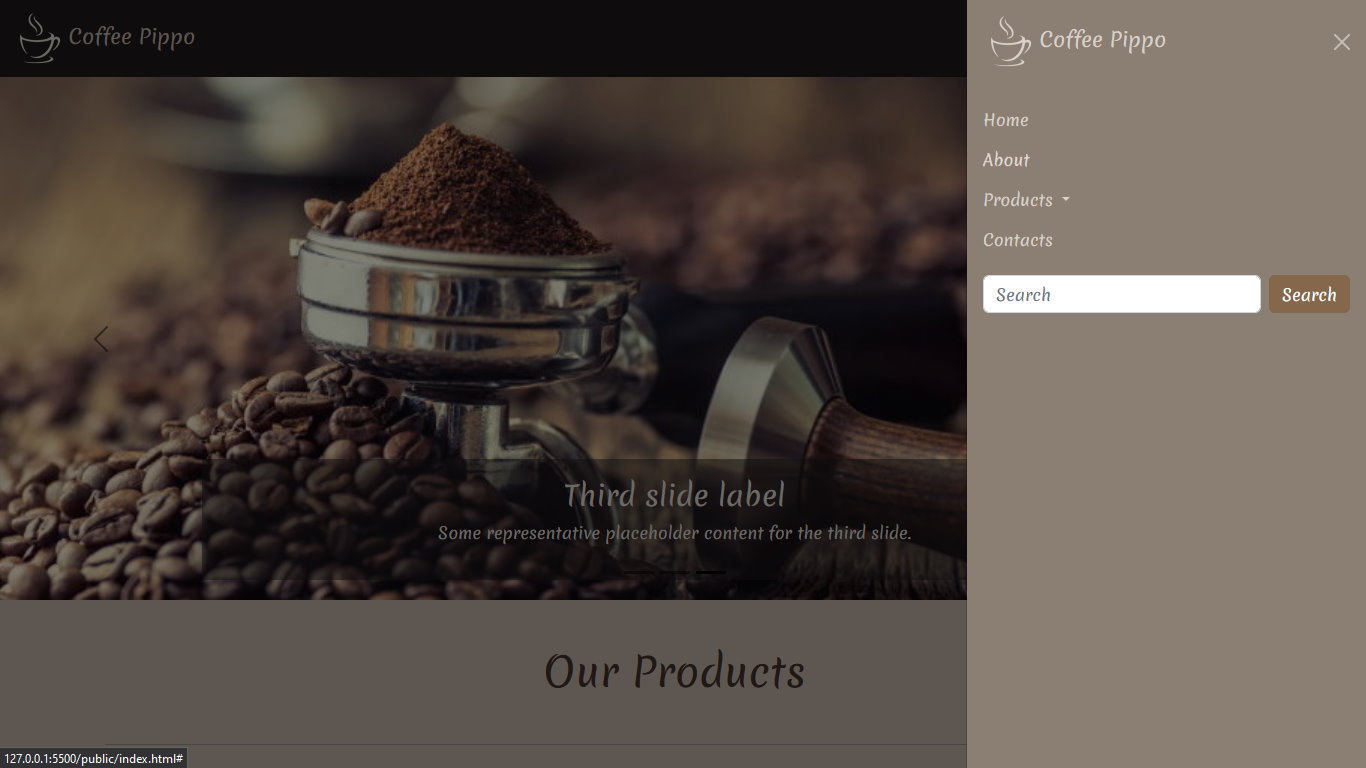 Coffee Pippo
Coffee Pippo
Home
About
Products
Contacts
Search
Search
Third slide label
Some representative placeholder content for the third slide.
Our Products
127.0.0.1:5500/public/index.html#